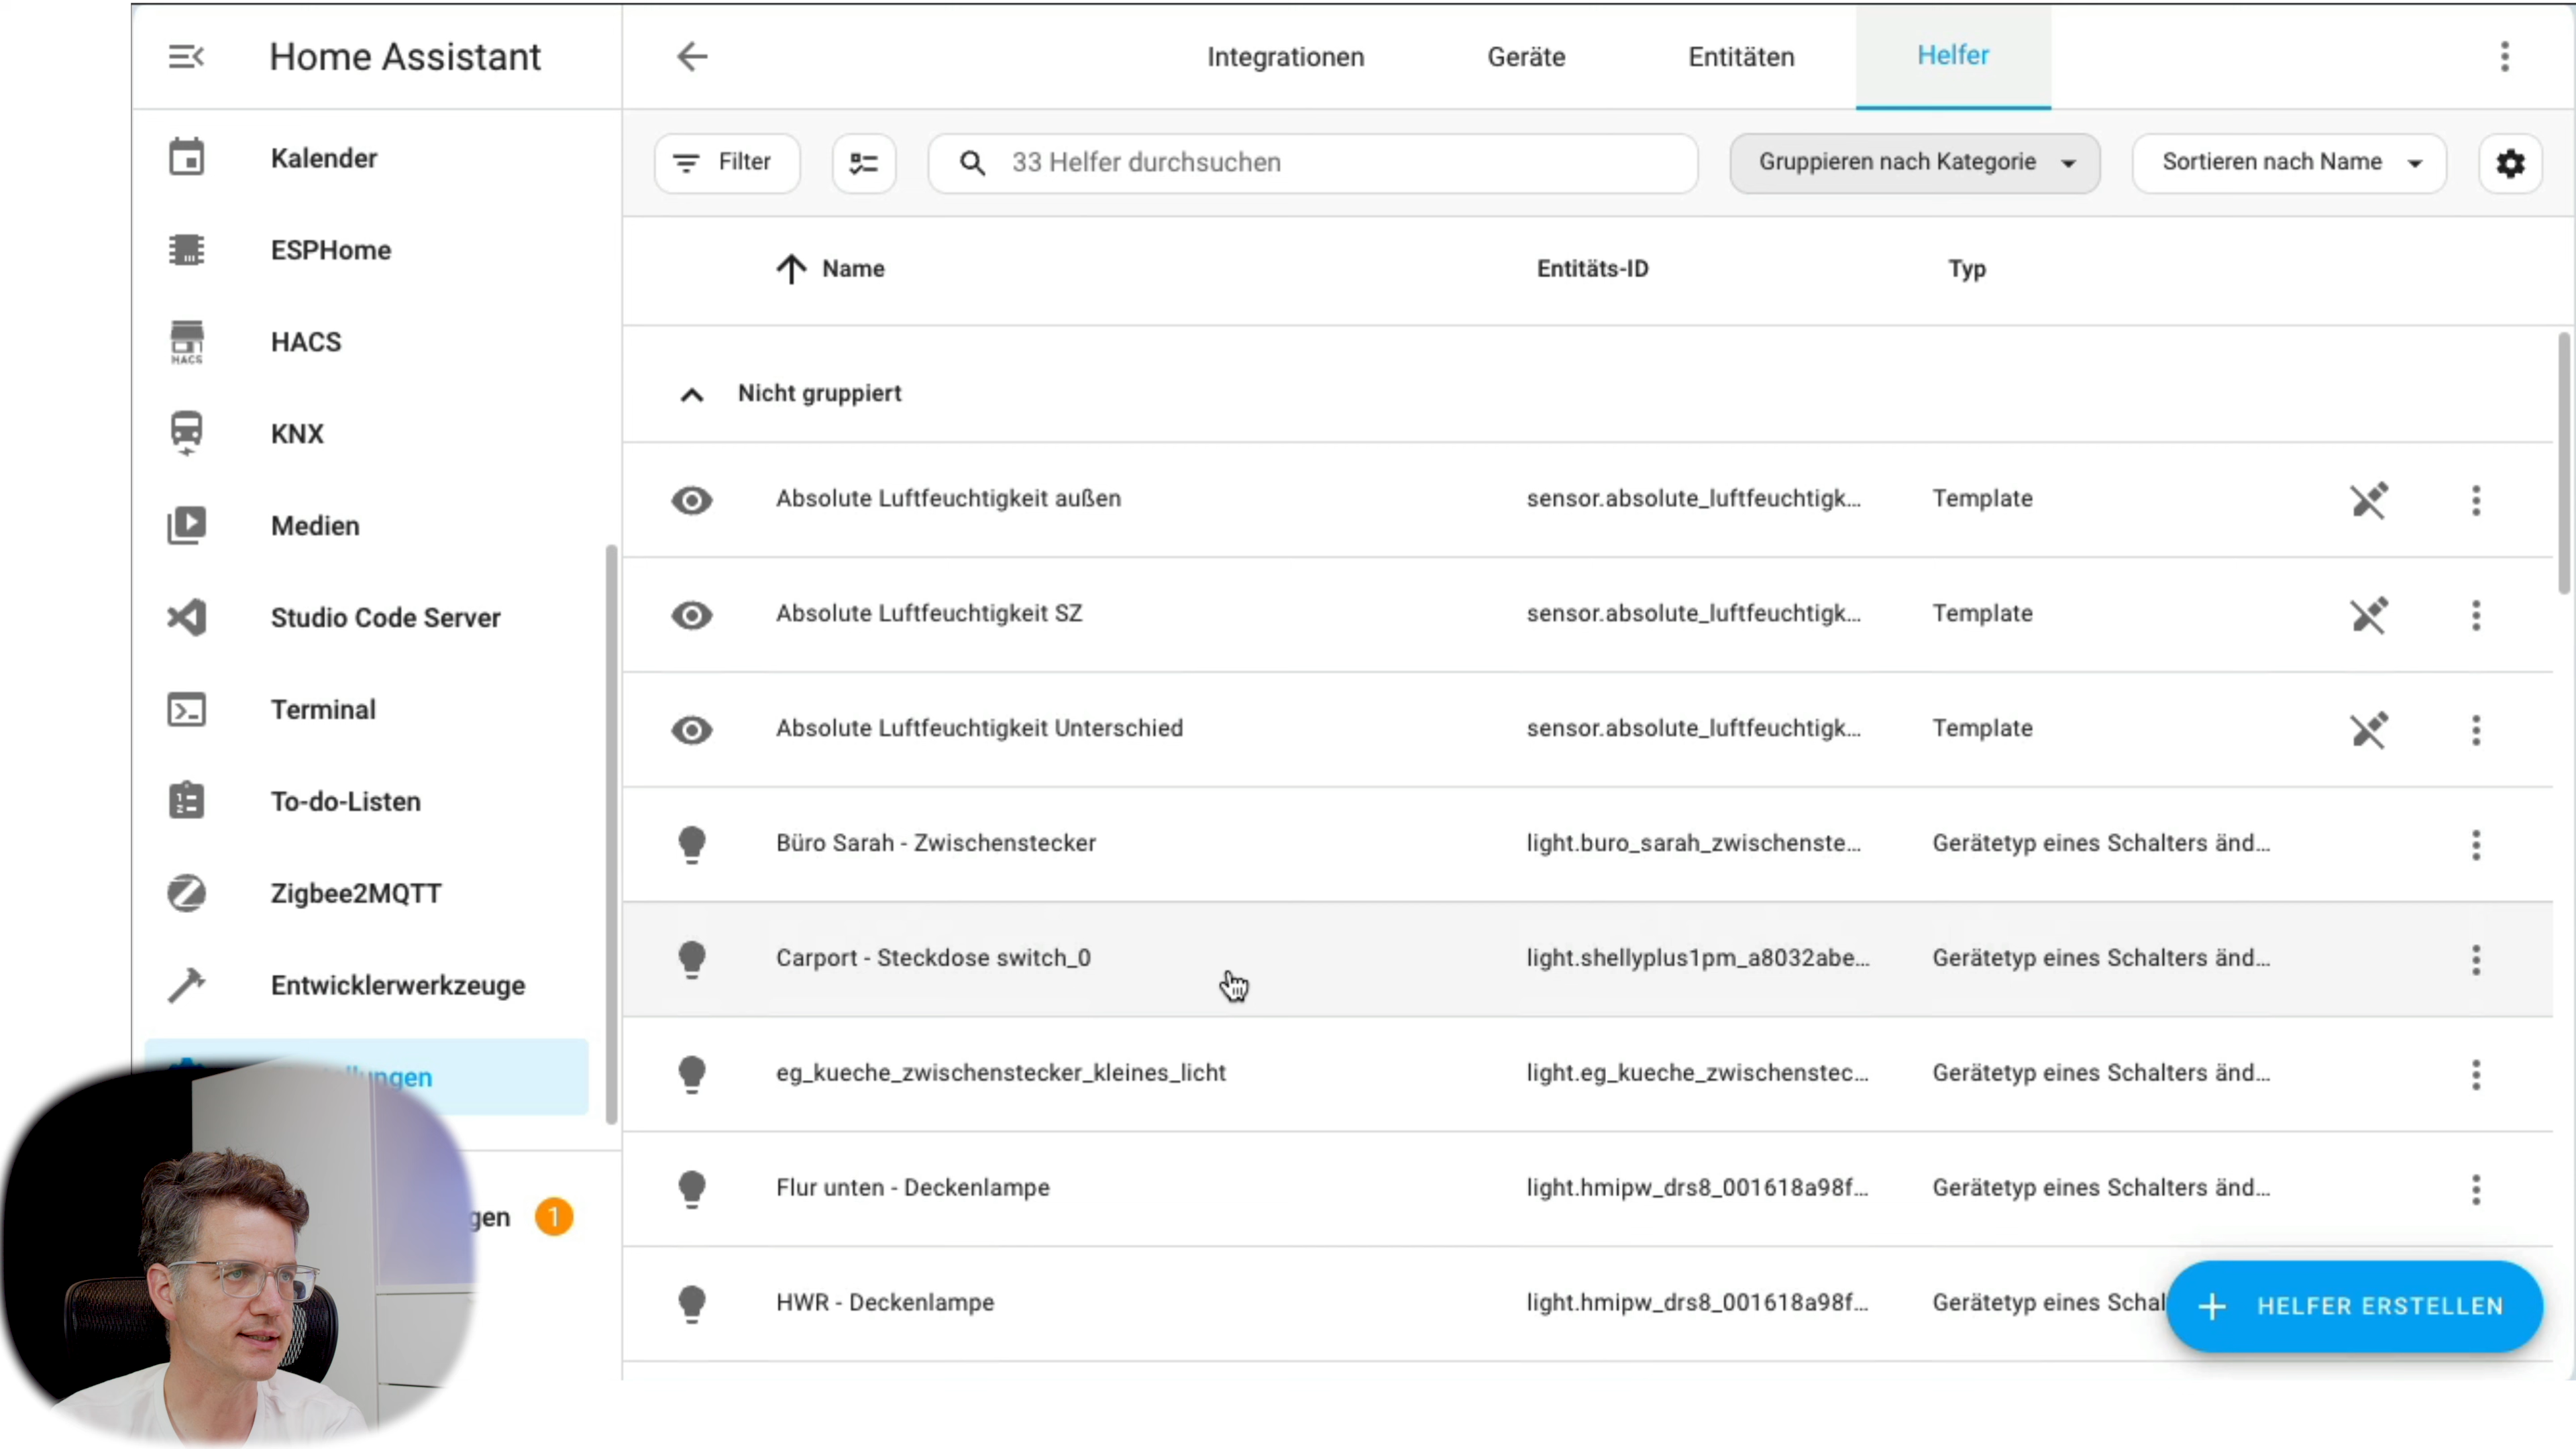 Home Assistant
Integrationen
Geräte
Entitäten
Helfer
Kalender
ESPHome
HACS
HACS
KNX
Medien
Studio Code Server
Terminal
To-do-Listen
Zigbee2MQTT
Entwicklerwerkzeuge
1
Filter
33 Helfer durchsuchen
Gruppieren nach Kategorie
Sortieren nach Name
Name
Entitäts-ID
Typ
Nicht gruppiert
Absolute Luftfeuchtigkeit außen
sensor.absolute_luftfeuchtigk…
Template
Absolute Luftfeuchtigkeit SZ
sensor.absolute_luftfeuchtigk…
Template
Absolute Luftfeuchtigkeit Unterschied
sensor.absolute_luftfeuchtigk…
Template
Büro Sarah - Zwischenstecker
light.buro_sarah_zwischenste…
Gerätetyp eines Schalters änd…
Carport - Steckdose switch_0
light.shellyplus1pm_a8032abe…
Gerätetyp eines Schalters änd…
eg_kueche_zwischenstecker_kleines_licht
light.eg_kueche_zwischenstec…
Gerätetyp eines Schalters änd…
Flur unten - Deckenlampe
light.hmipw_drs8_001618a98f…
Gerätetyp eines Schalters änd…
HWR - Deckenlampe
light.hmipw_drs8_001618a98f…
Gerätetyp eines Schal
HELFER ERSTELLEN